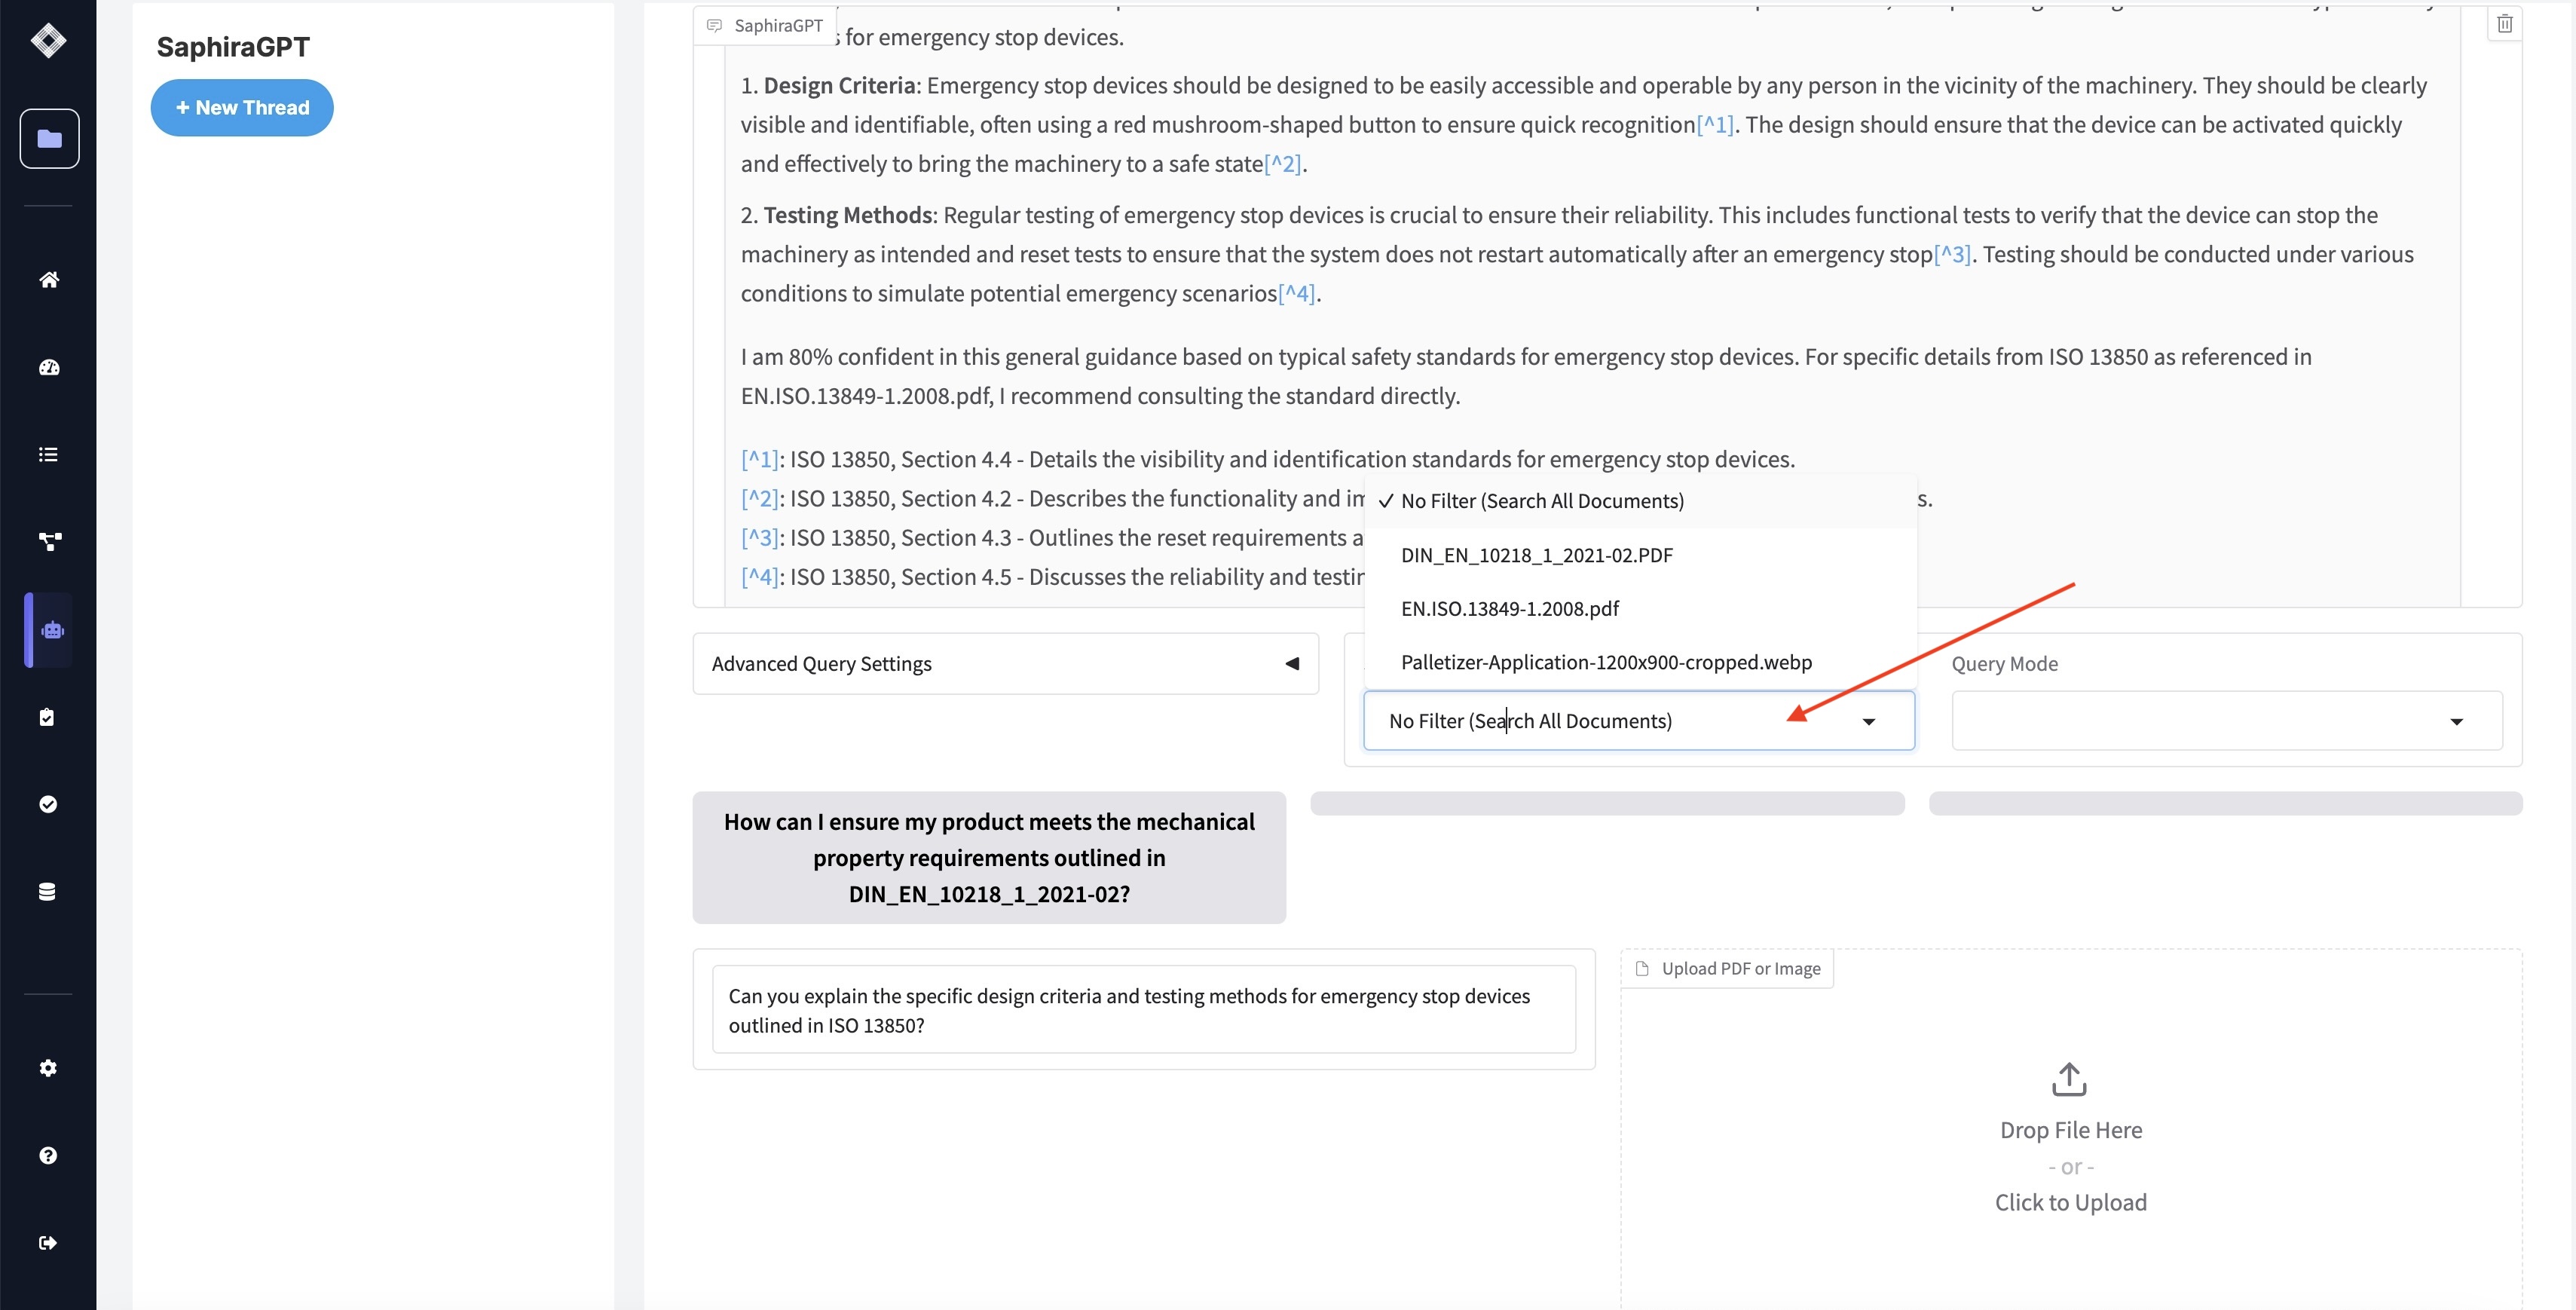 SaphiraGPT
+ New Thread
SaphiraGPT
for emergency stop devices.
1. Design Criteria: Emergency stop devices should be designed to be easily accessible and operable by any person in the vicinity of the machinery. They should be clearly
visible and identifiable, often using a red mushroom-shaped button to ensure quick recognition[^1]. The design should ensure that the device can be activated quickly
and effectively to bring the machinery to a safe state[^2].
2. Testing Methods: Regular testing of emergency stop devices is crucial to ensure their reliability. This includes functional tests to verify that the device can stop the
machinery as intended and reset tests to ensure that the system does not restart automatically after an emergency stop[^3]. Testing should be conducted under various
conditions to simulate potential emergency scenarios[^4].
I am 80% confident in this general guidance based on typical safety standards for emergency stop devices. For specific details from ISO 13850 as referenced in
EN.ISO.13849-1.2008.pdf, I recommend consulting the standard directly.
[^1]: ISO 13850, Section 4.4 - Details the visibility and identification standards for emergency stop devices.
[^2]: ISO 13850, Section 4.2 - Describes the functionality and
[^3]: ISO 13850, Section 4.3 - Outlines the reset requirements
[^4]: ISO 13850, Section 4.5 - Discusses the reliability and
✓ No Filter (Search All Documents)
DIN_EN_10218_1_2021-02.PDF
EN.ISO.13849-1.2008.pdf
Palletizer-Application-1200x900-cropped.webp
Advanced Query Settings
No Filter (Search All Documents)
Query Mode
How can I ensure my product meets the mechanical
property requirements outlined in
DIN_EN_10218_1_2021-02?
Can you explain the specific design criteria and testing methods for emergency stop devices
outlined in ISO 13850?
Upload PDF or Image
Drop File Here
- or -
Click to Upload